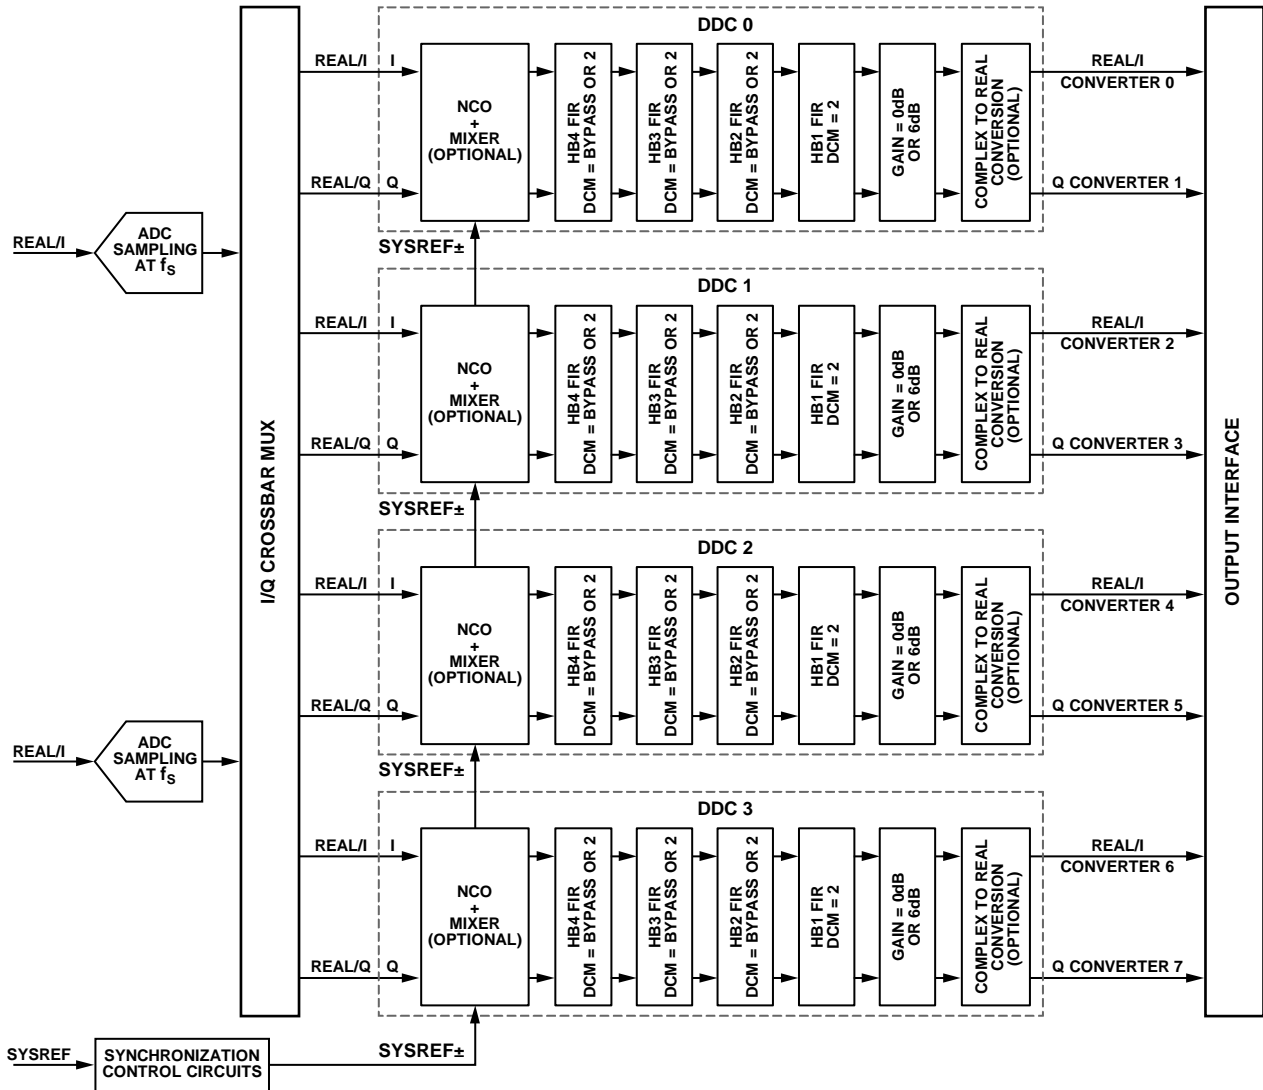 DDC 0
REAL/I I
REAL/Q Q
NCO
+
MIXER
(OPTIONAL)
HB4 FIR
DCM = BYPASS OR 2
HB3 FIR
DCM = BYPASS OR 2
HB2 FIR
DCM = BYPASS OR 2
HB1 FIR
DCM = 2
GAIN = 0dB
OR 6dB
COMPLEX TO REAL
CONVERSION
(OPTIONAL)
REAL/I
CONVERTER 0
Q CONVERTER 1
REAL/I
ADC
SAMPLING
AT fS
SYSREF±
DDC 1
REAL/I I
REAL/Q Q
NCO
+
MIXER
(OPTIONAL)
HB4 FIR
DCM = BYPASS OR 2
HB3 FIR
DCM = BYPASS OR 2
HB2 FIR
DCM = BYPASS OR 2
HB1 FIR
DCM = 2
GAIN = 0dB
OR 6dB
COMPLEX TO REAL
CONVERSION
(OPTIONAL)
REAL/I
CONVERTER 2
Q CONVERTER 3
I/Q CROSSBAR MUX
OUTPUT INTERFACE
SYSREF±
DDC 2
REAL/I I
REAL/Q Q
NCO
+
MIXER
(OPTIONAL)
HB4 FIR
DCM = BYPASS OR 2
HB3 FIR
DCM = BYPASS OR 2
HB2 FIR
DCM = BYPASS OR 2
HB1 FIR
DCM = 2
GAIN = 0dB
OR 6dB
COMPLEX TO REAL
CONVERSION
(OPTIONAL)
REAL/I
CONVERTER 4
Q CONVERTER 5
REAL/I
ADC
SAMPLING
AT fS
SYSREF±
DDC 3
REAL/I I
REAL/Q Q
NCO
+
MIXER
(OPTIONAL)
HB4 FIR
DCM = BYPASS OR 2
HB3 FIR
DCM = BYPASS OR 2
HB2 FIR
DCM = BYPASS OR 2
HB1 FIR
DCM = 2
GAIN = 0dB
OR 6dB
COMPLEX TO REAL
CONVERSION
(OPTIONAL)
REAL/I
CONVERTER 6
Q CONVERTER 7
SYSREF
SYNCHRONIZATION
CONTROL CIRCUITS
SYSREF±